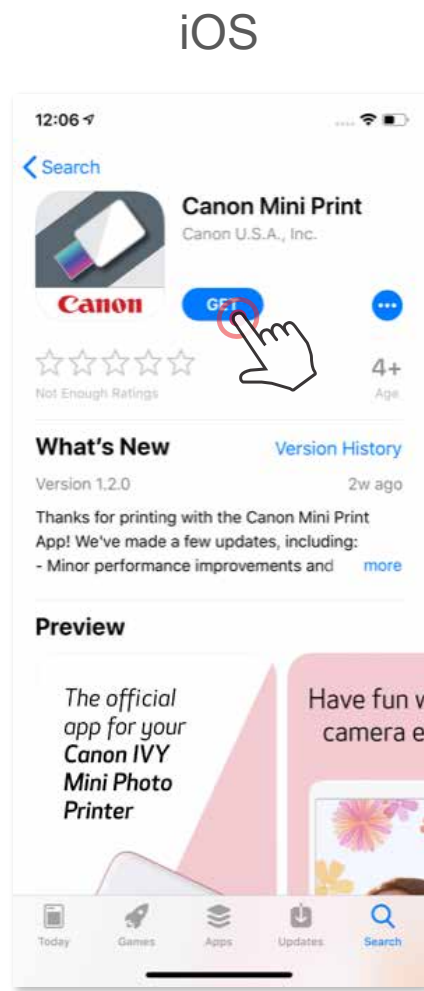 iOS
12:06
Search
Canon Mini Print
Canon U.S.A., Inc.
Canon
GET
Not Enough Ratings
4+
Age
What's New
Version History
Version 1.2.0
2w ago
Thanks for printing with the Canon Mini Print
App! We've made a few updates, including:
- Minor performance improvements and more
Preview
The official
app for your
Canon IVY
Mini Photo
Printer
Have fun w
camera e
Today
Games
Apps
Updates
Search